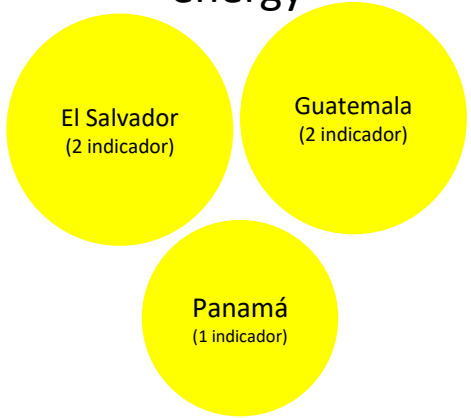 energy
El Salvador
(2 indicador)
Guatemala
(2 indicador)
Panamá
(1 indicador)